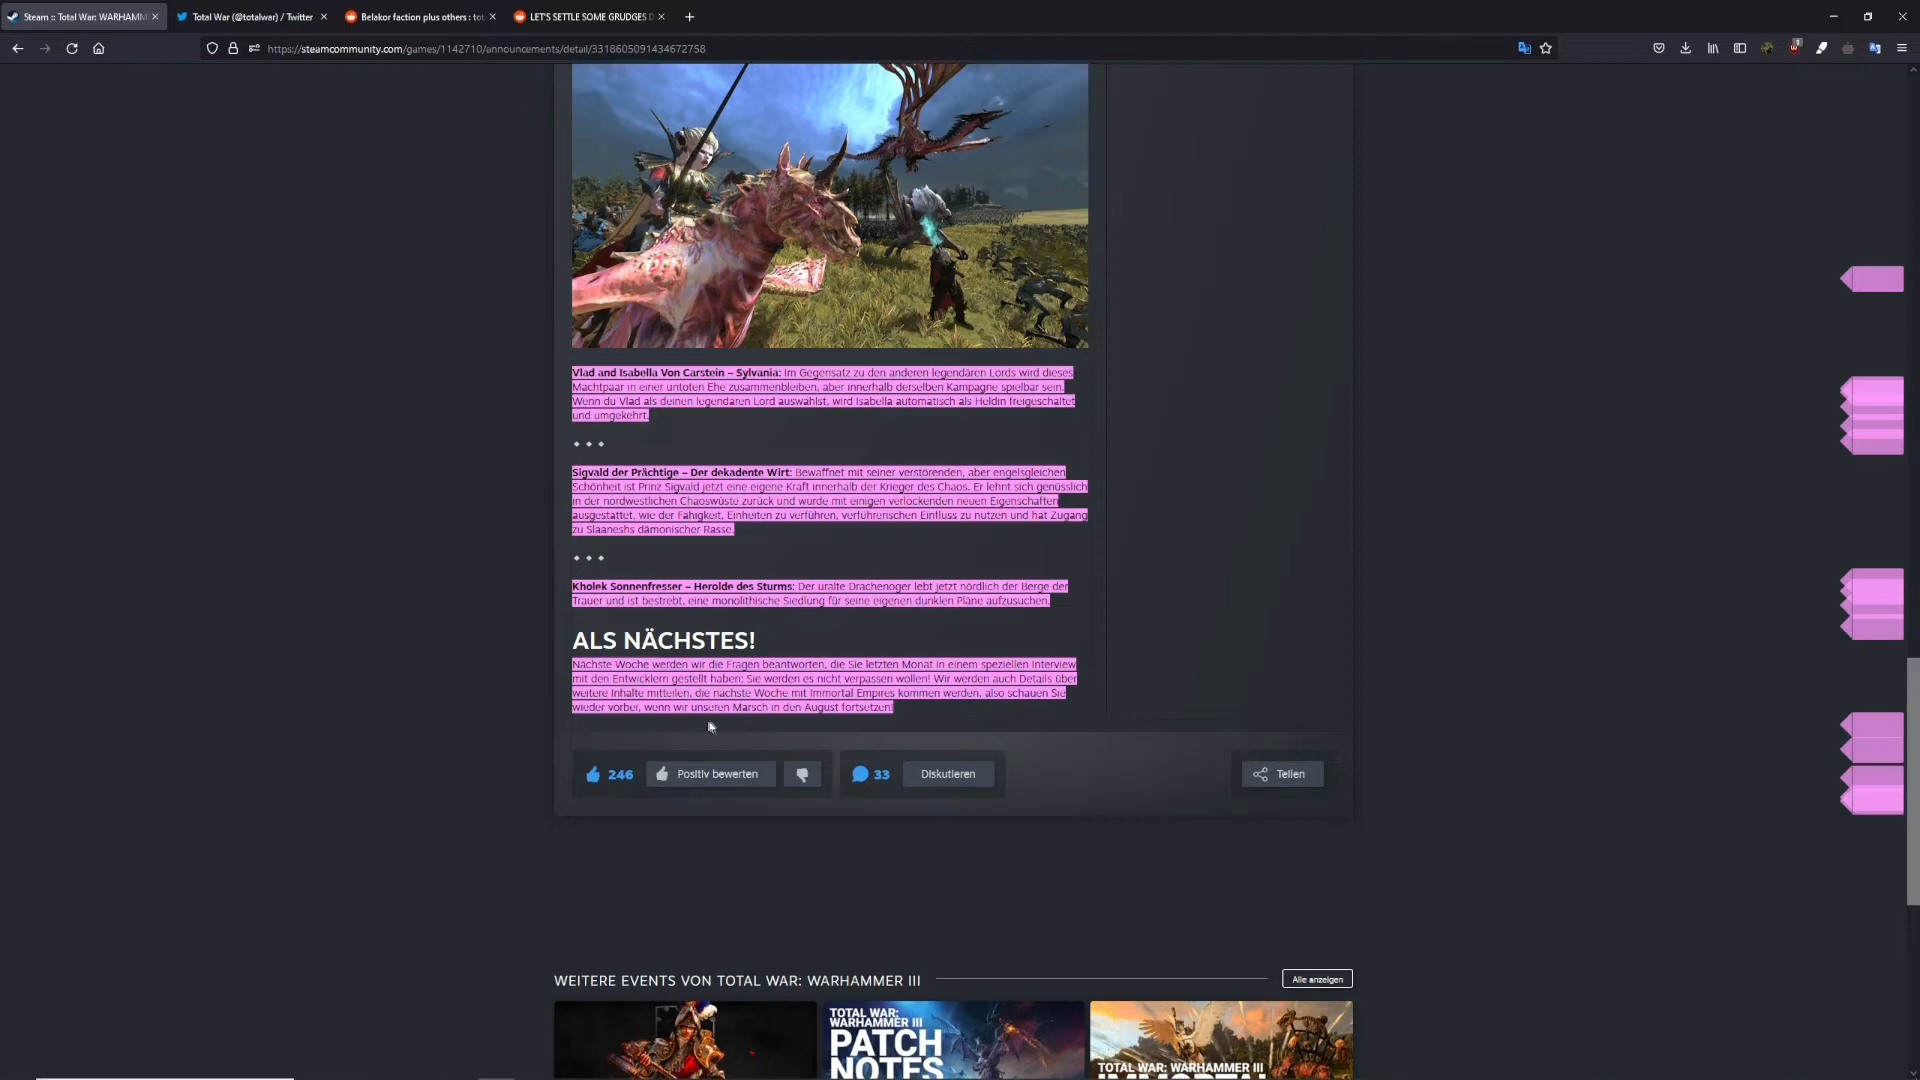 Steam :: Total War: WARHAMM
Total War (@totalwar) / Twitter
Belakor faction plus others : tot
LET'S SETTLE SOME GRUDGES D
https://steamcommunity.com/games/1142710/announcements/detail/3318605091434672758
1
Vlad and Isabella Von Carstein – Sylvania: Im Gegensatz zu den anderen legendären Lords wird dieses
Machtpaar in einer untoten Ehe zusammenbleiben, aber innerhalb derselben Kampagne spielbar sein.
Wenn du Vlad als deinen legendären Lord auswählst, wird Isabella automatisch als Heldin freigeschaltet
und umgekehrt.
Sigvald der Prächtige – Der dekadente Wirt: Bewaffnet mit seiner verstörenden, aber engelsgleichen
Schönheit ist Prinz Sigvald jetzt eine eigene Kraft innerhalb der Krieger des Chaos. Er lehnt sich genüsslich
in der nordwestlichen Chaoswüste zurück und wurde mit einigen verlockenden neuen Eigenschaften
ausgestattet, wie der Fähigkeit, Einheiten zu verführen, verführerischen Einfluss zu nutzen und hat Zugang
zu Slaaneshs dämonischer Rasse.
Kholek Sonnenfresser – Herolde des Sturms: Der uralte Drachenoger lebt jetzt nördlich der Berge der
Trauer und ist bestrebt, eine monolithische Siedlung für seine eigenen dunklen Pläne aufzusuchen.
ALS NÄCHSTES!
Nächste Woche werden wir die Fragen beantworten, die Sie letzten Monat in einem speziellen Interview
mit den Entwicklern gestellt haben; Sie werden es nicht verpassen wollen! Wir werden auch Details über
weitere Inhalte mitteilen, die nächste Woche mit Immortal Empires kommen werden, also schauen Sie
wieder vorbei, wenn wir unseren Marsch in den August fortsetzen!
246
Positiv bewerten
33
Diskutieren
Teilen
WEITERE EVENTS VON TOTAL WAR: WARHAMMER III
Alle anzeigen
TOTAL WAR:
WARHAMMER III
PATCH
NOTES
TOTAL WAR: WARHAMMER III
IMMORTAL